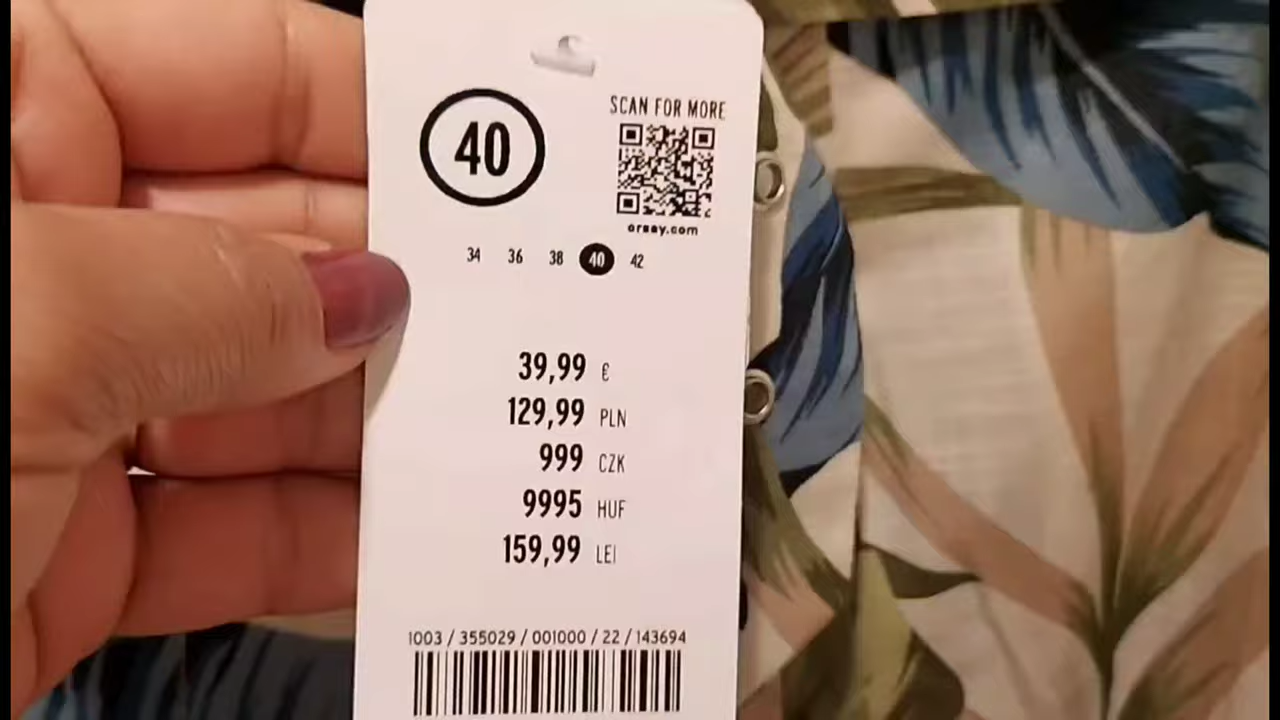 40
SCAN FOR MORE
orsay.com
34 36 38 40 42
39,99 €
129,99 PLN
999 CZK
9995 HUF
159,99 LEI
1003 / 355029 / 001000 / 22 / 143694